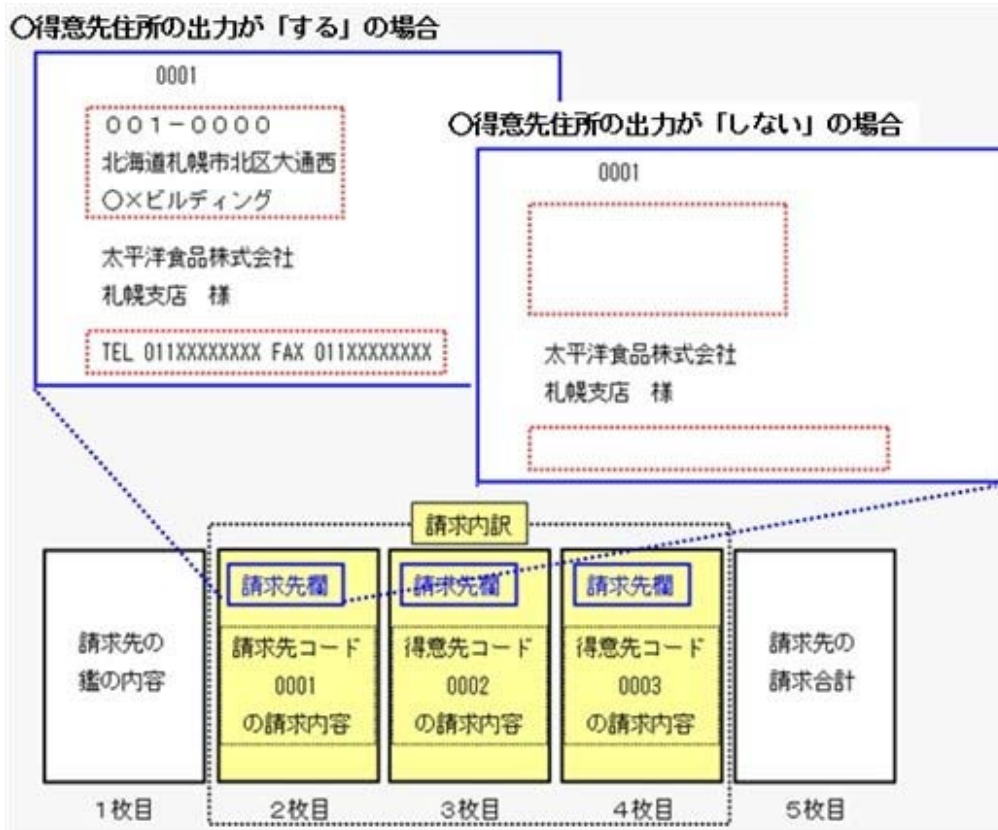 〇得意先住所の出力が「する」の場合
0001
001-0000
北海道札幌市北区大通西
〇×ビルディング
太平洋食品株式会社
札幌支店　様
TEL 011XXXXXXXX FAX 011XXXXXXXX
〇得意先住所の出力が「しない」の場合
0001
太平洋食品株式会社
札幌支店　様
請求内訳
請求先の
鑑の内容
1枚目
請求先欄
請求先コード
0001
の請求内容
2枚目
請求先欄
得意先コード
0002
の請求内容
3枚目
請求先欄
得意先コード
0003
の請求内容
4枚目
請求先の
請求合計
5枚目